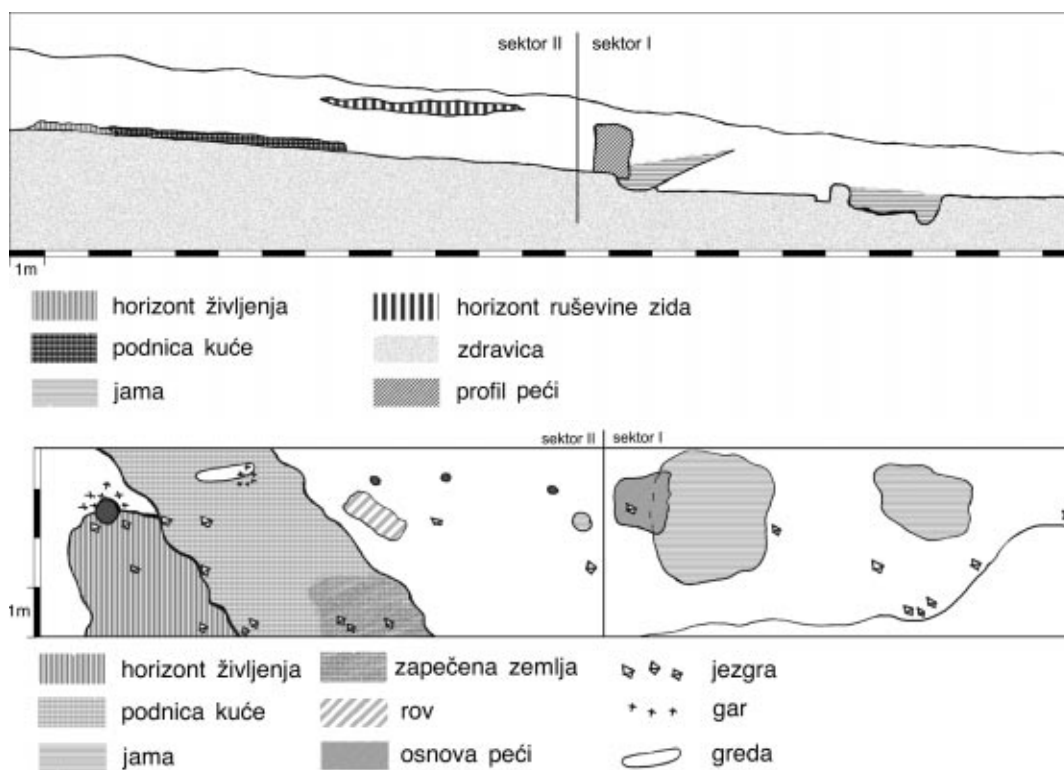 sektor II sektor I
1m
horizont življenja horizont ruševine zida
podnica kuće zdravica
jama profil peći
sektor II sektor I
1m
horizont življenja zapečena zemlja jezgra
podnica kuće rov gar
jama osnova peći greda